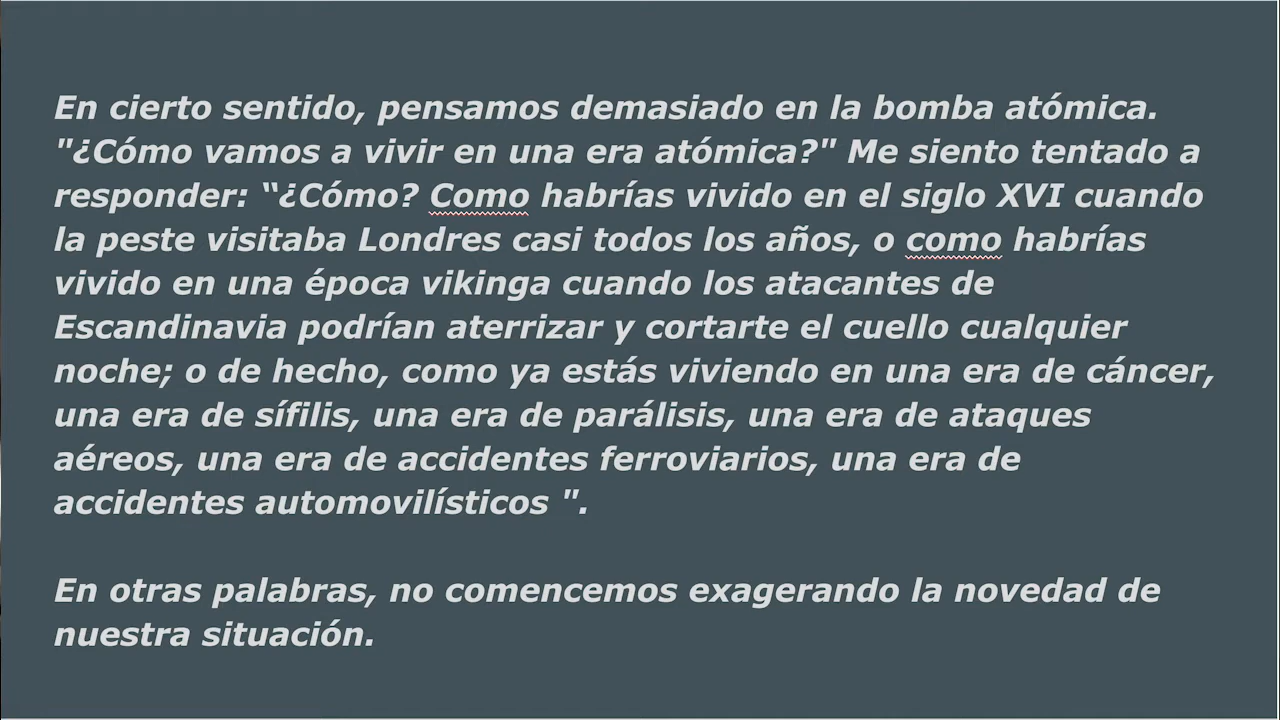 En cierto sentido, pensamos demasiado en la bomba atómica.
"¿Cómo vamos a vivir en una era atómica?" Me siento tentado a
responder: “¿Cómo? Como habrías vivido en el siglo XVI cuando
la peste visitaba Londres casi todos los años, o como habrías
vivido en una época vikinga cuando los atacantes de
Escandinavia podrían aterrizar y cortarte el cuello cualquier
noche; o de hecho, como ya estás viviendo en una era de cáncer,
una era de sífilis, una era de parálisis, una era de ataques
aéreos, una era de accidentes ferroviarios, una era de
accidentes automovilísticos ".
En otras palabras, no comencemos exagerando la novedad de
nuestra situación.